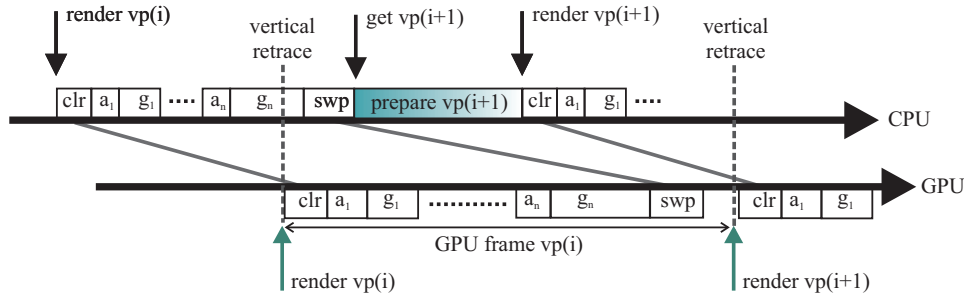 render vp(i)
get vp(i+1)
render vp(i+1)
vertical
retrace
vertical
retrace
clr a₁ g₁ ···· aₙ gₙ swp prepare vp(i+1) clr a₁ g₁ ····
CPU
GPU
clr a₁ g₁ ············ aₙ gₙ swp clr a₁ g₁
GPU frame vp(i)
render vp(i)
render vp(i+1)